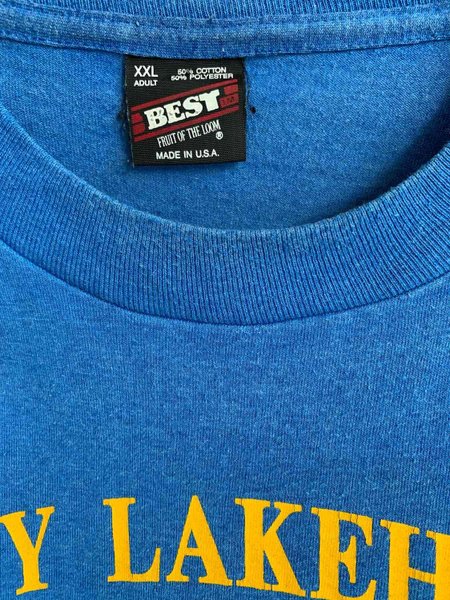 XXL
ADULT
50% COTTON
50% POLYESTER
BEST
FRUIT OF THE LOOM ®
MADE IN U.S.A.
Y LAKEH